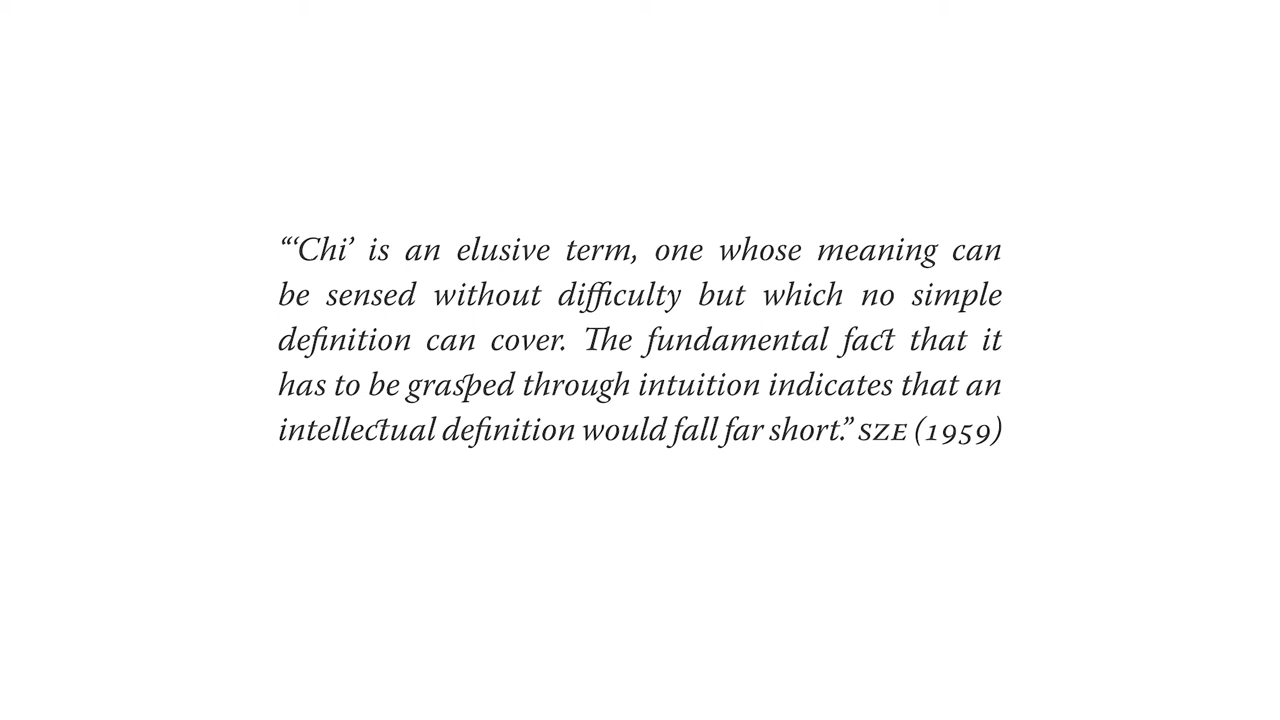 “‘Chi’ is an elusive term, one whose meaning can
be sensed without difficulty but which no simple
definition can cover. The fundamental fact that it
has to be grasped through intuition indicates that an
intellectual definition would fall far short.” SZE (1959)